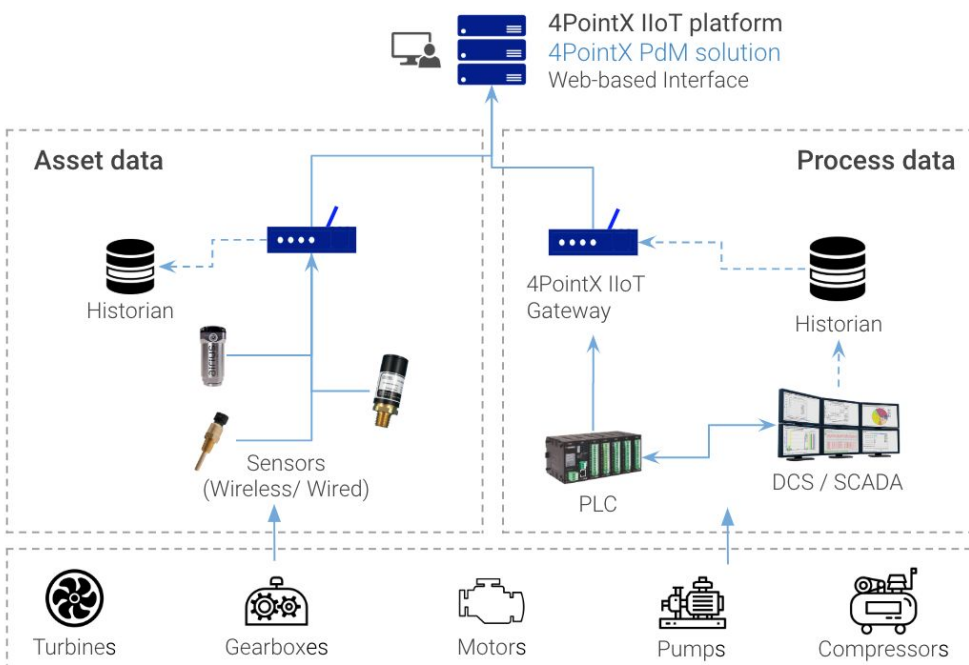 4PointX IIoT platform
4PointX PdM solution
Web-based Interface
Asset data
Process data
Historian
4PointX IIoT
Gateway
Historian
Sensors
(Wireless/ Wired)
PLC
DCS / SCADA
Turbines
Gearboxes
Motors
Pumps
Compressors